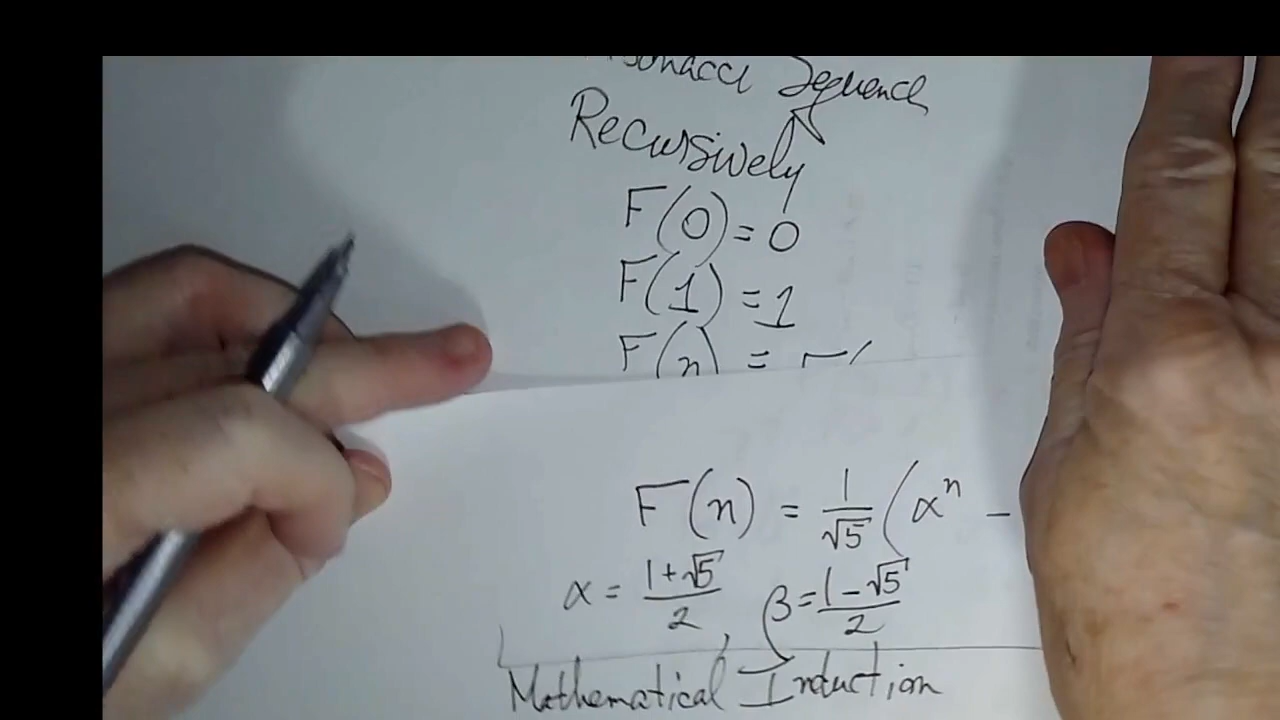 Sequence
Recursively
F(0) = 0
F(1) = 1
F(n) =
F(n) = 1/√5 (α^n -
α = (1+√5)/2 , β = (1-√5)/2
Mathematical Induction